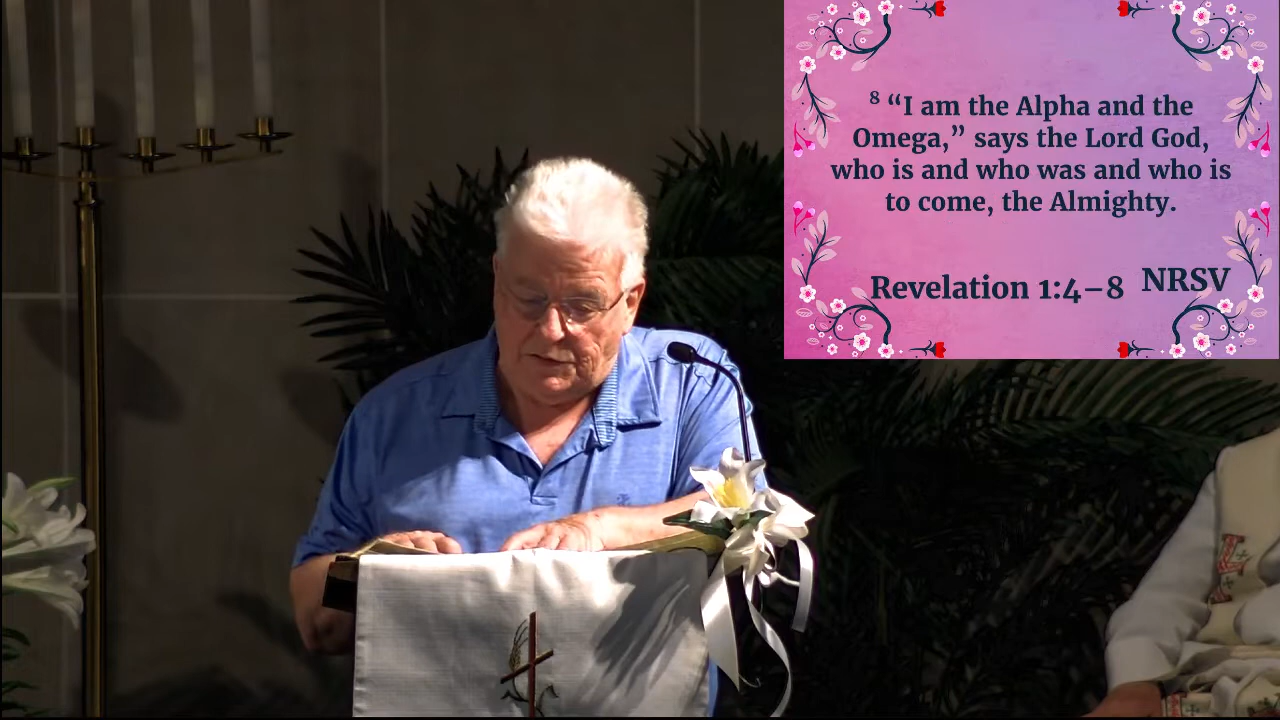 ⁸ “I am the Alpha and the
Omega,” says the Lord God,
who is and who was and who is
to come, the Almighty.
Revelation 1:4–8 NRSV